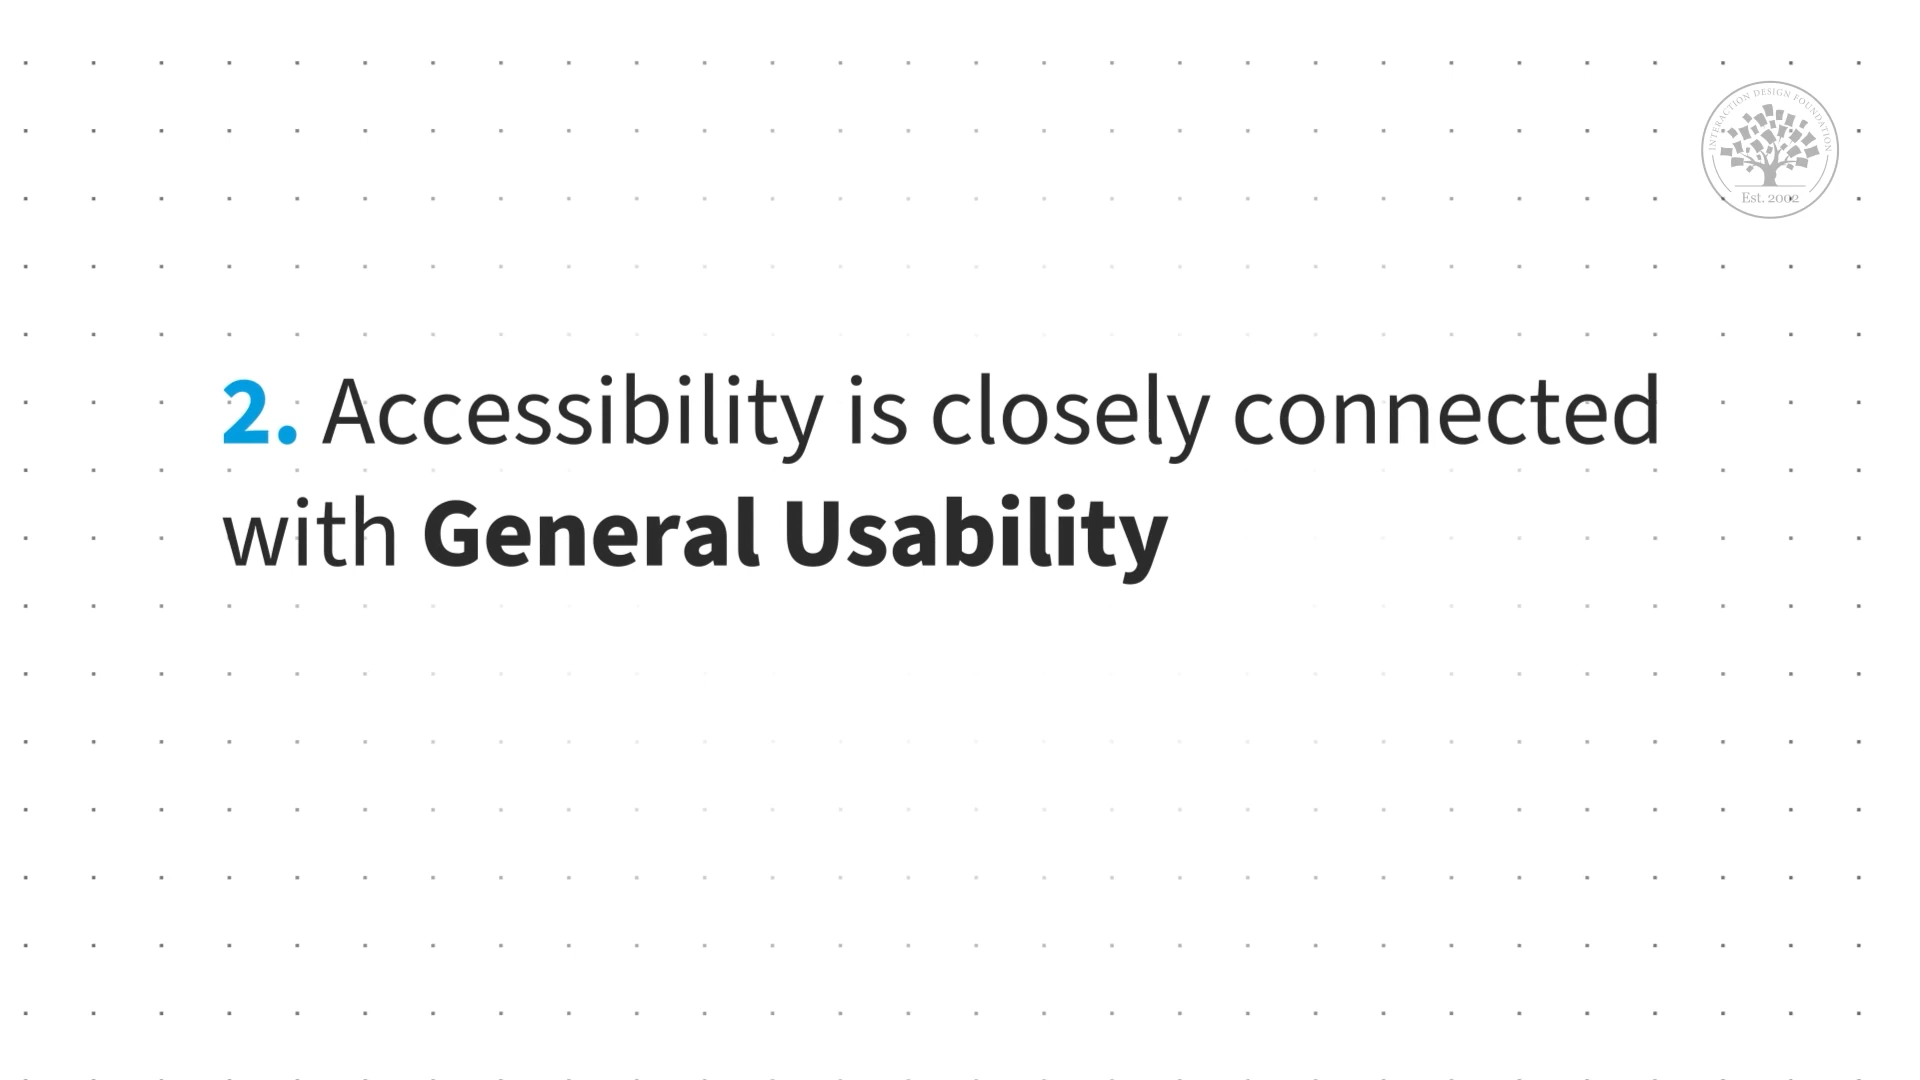 INTERACTION DESIGN FOUNDATION
Est. 2002
2. Accessibility is closely connected
with General Usability